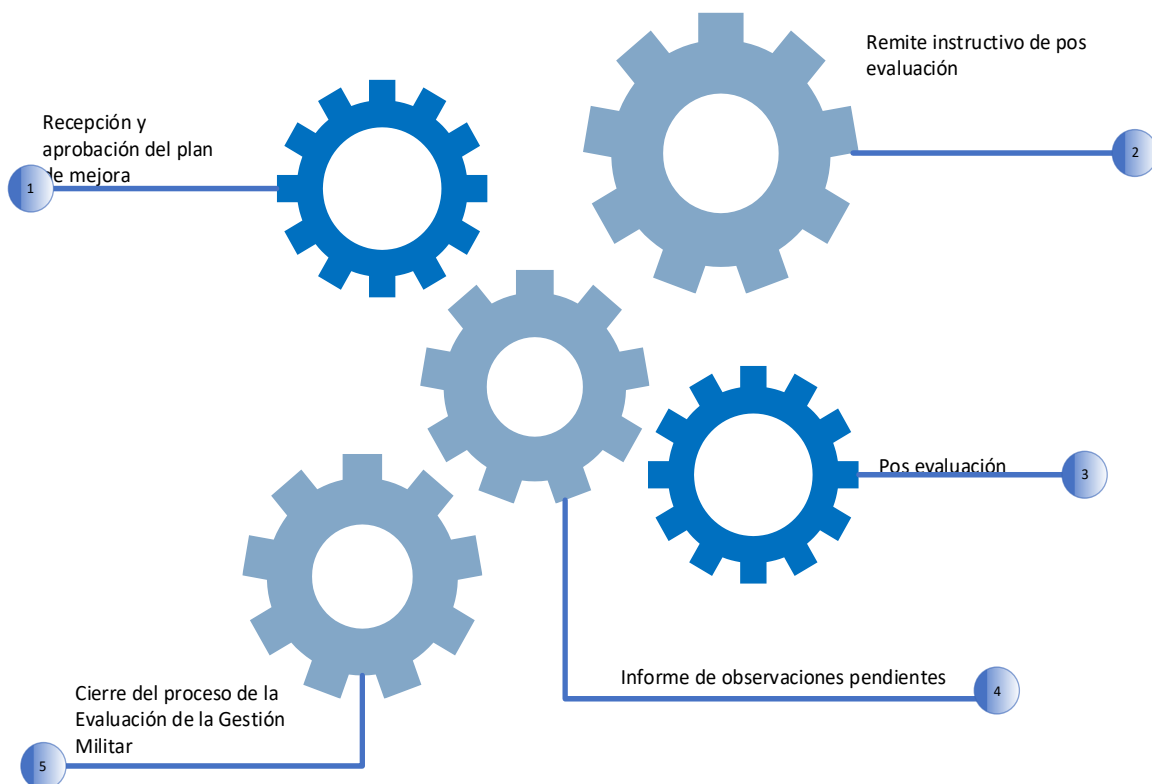 Recepción y
aprobación del plan
de mejora
1
Remite instructivo de pos
evaluación
2
Pos evaluación
3
Informe de observaciones pendientes
4
Cierre del proceso de la
Evaluación de la Gestión
Militar
5